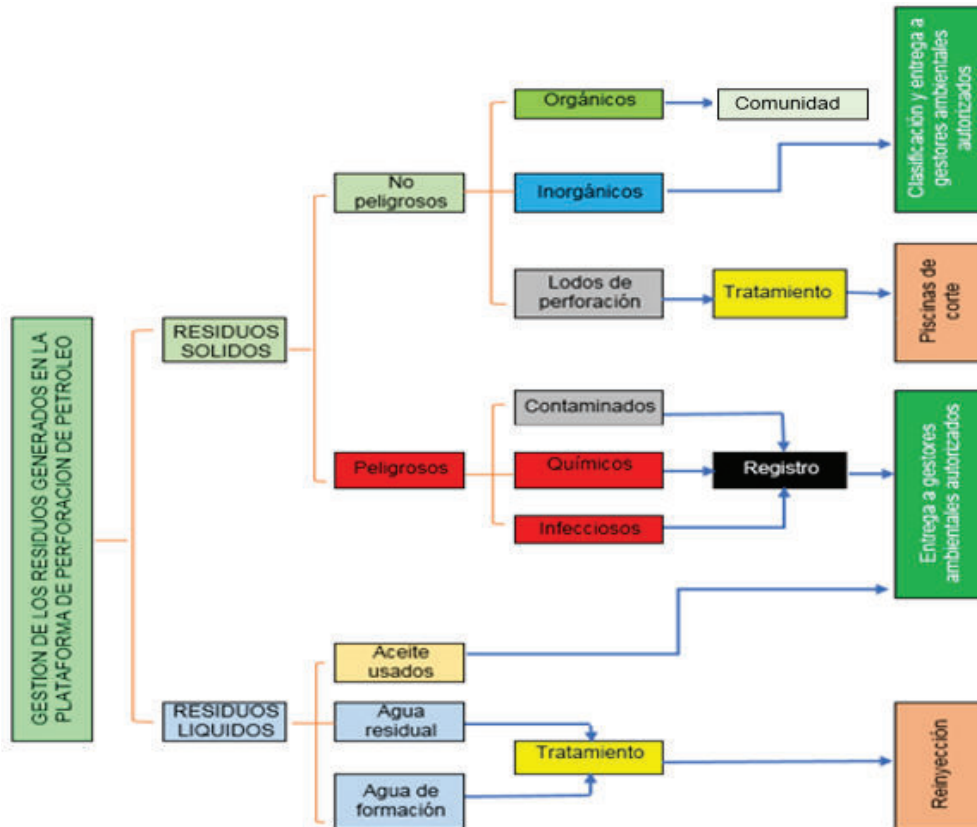 GESTION DE LOS RESIDUOS GENERADOS EN LA
PLATAFORMA DE PERFORACION DE PETROLEO
RESIDUOS
SOLIDOS
No
peligrosos
Orgánicos
Comunidad
Inorgánicos
Clasificación y entrega a
gestores ambientales
autorizados
Lodos de
perforación
Tratamiento
Piscinas de
corte
Peligrosos
Contaminados
Químicos
Infecciosos
Registro
Entrega a gestores
ambientales autorizados
RESIDUOS
LIQUIDOS
Aceite
usados
Agua
residual
Agua de
formación
Tratamiento
Reinyección